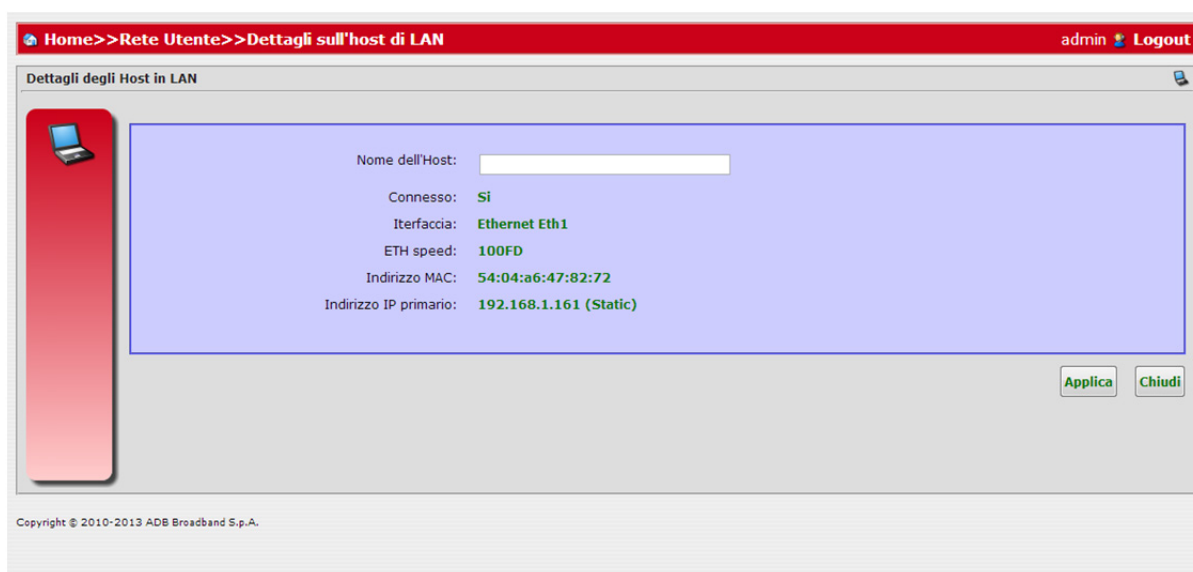 Home>>Rete Utente>>Dettagli sull'host di LAN admin Logout
Dettagli degli Host in LAN
Nome dell'Host:
Connesso: Si
Iterfaccia: Ethernet Eth1
ETH speed: 100FD
Indirizzo MAC: 54:04:a6:47:82:72
Indirizzo IP primario: 192.168.1.161 (Static)
Applica Chiudi
Copyright © 2010-2013 ADB Broadband S.p.A.